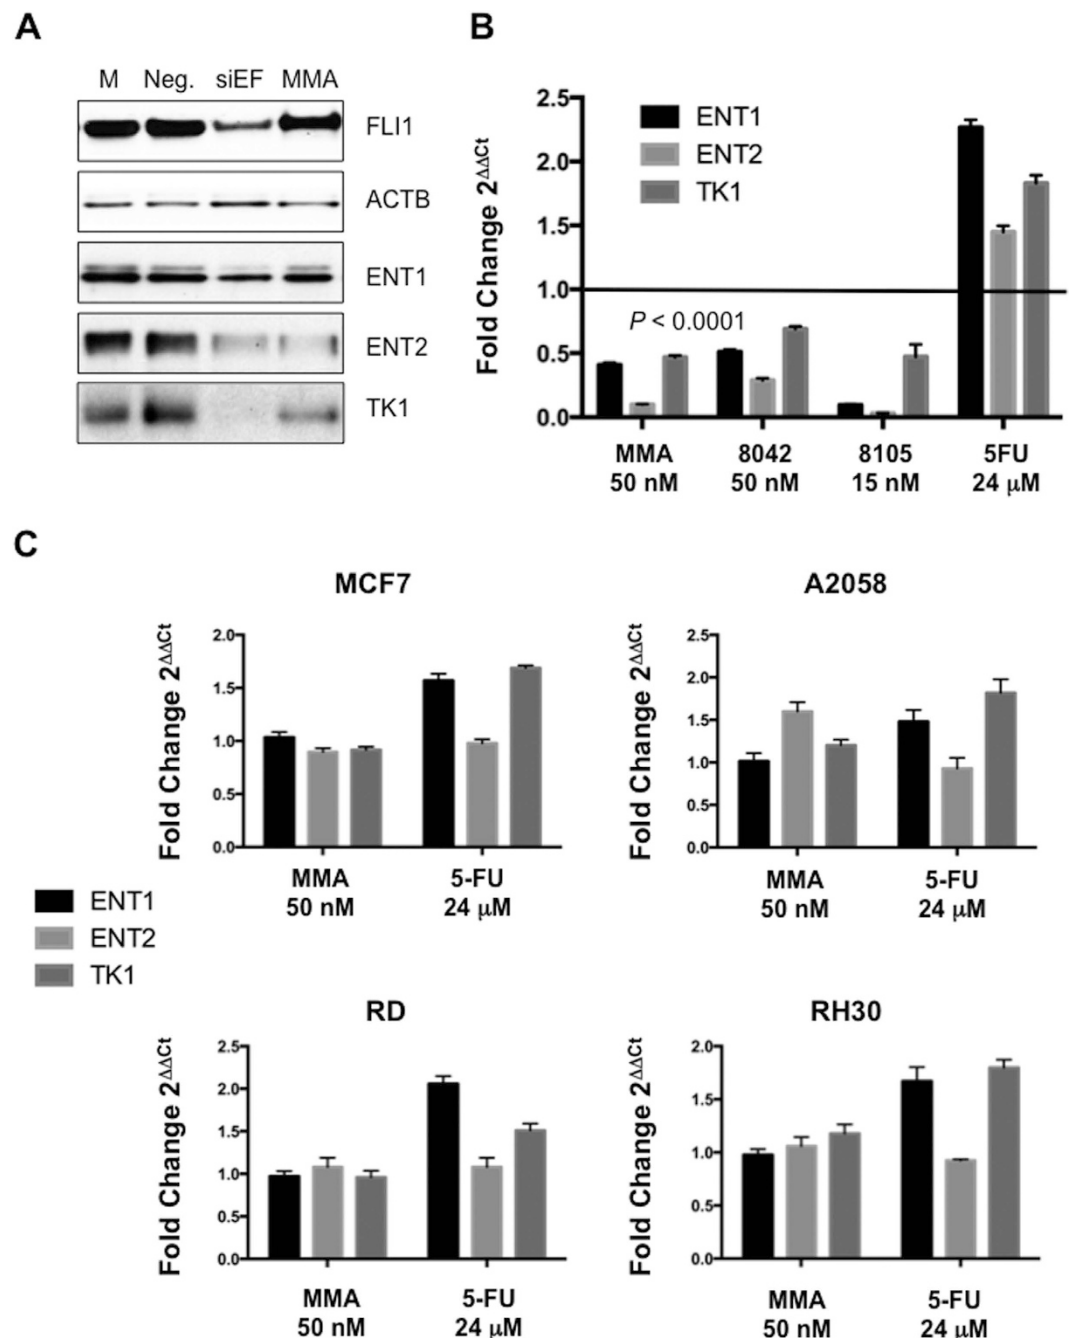 A
M Neg. siEF MMA
FLI1
ACTB
ENT1
ENT2
TK1
B
Fold Change 2ΔΔCt
2.5
2.0
1.5
1.0
0.5
0.0
ENT1
ENT2
TK1
P < 0.0001
MMA 8042 8105 5FU
50 nM 50 nM 15 nM 24 μM
C
MCF7
Fold Change 2ΔΔCt
2.0
1.5
1.0
0.5
0.0
MMA 5-FU
50 nM 24 μM
A2058
Fold Change 2ΔΔCt
2.5
2.0
1.5
1.0
0.5
0.0
MMA 5-FU
50 nM 24 μM
ENT1
ENT2
TK1
RD
Fold Change 2ΔΔCt
2.5
2.0
1.5
1.0
0.5
0.0
MMA 5-FU
50 nM 24 μM
RH30
Fold Change 2ΔΔCt
2.0
1.5
1.0
0.5
0.0
MMA 5-FU
50 nM 24 μM